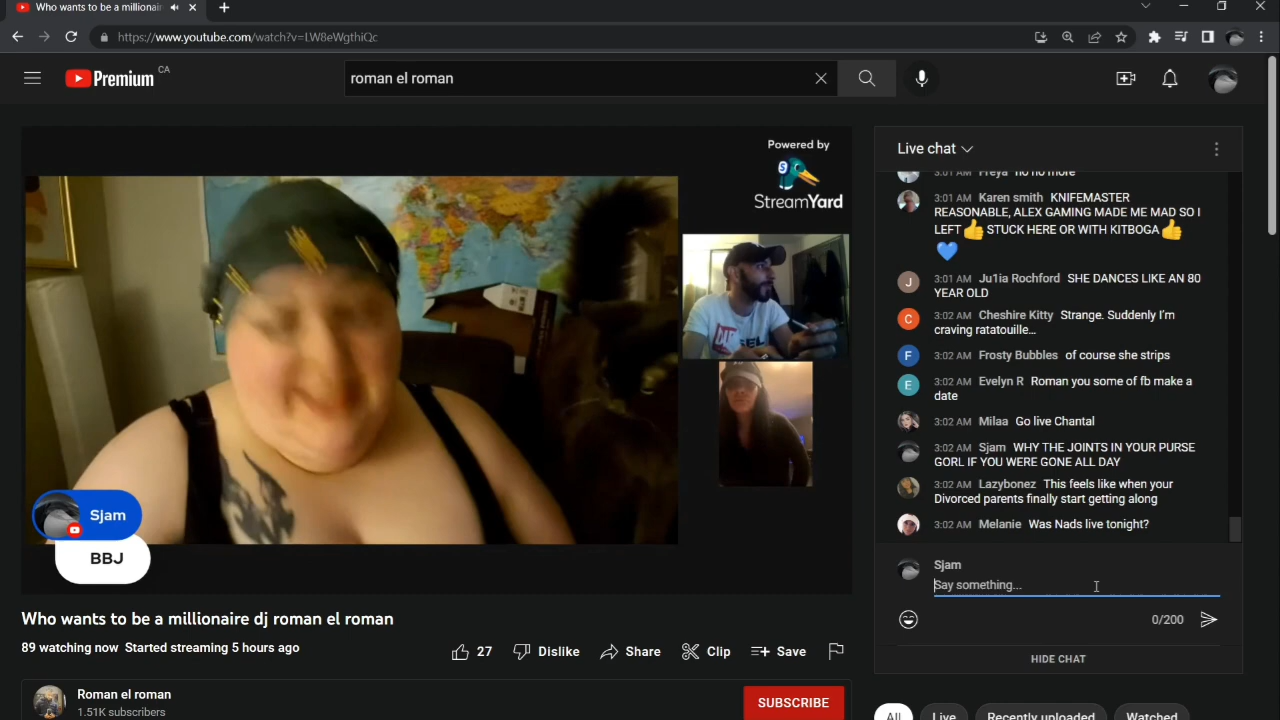 Who wants to be a millionair
https://www.youtube.com/watch?v=LW8eWgthiQc
Premium CA
roman el roman
Powered by
StreamYard
Sjam
BBJ
Who wants to be a millionaire dj roman el roman
89 watching now Started streaming 5 hours ago
27
Dislike
Share
Clip
Save
Roman el roman
1.51K subscribers
SUBSCRIBE
Live chat
3:01 AM Freya no no more
3:01 AM Karen smith KNIFEMASTER
REASONABLE, ALEX GAMING MADE ME MAD SO I
LEFT👍 STUCK HERE OR WITH KITBOGA👍
💙
J
3:01 AM Ju1ia Rochford SHE DANCES LIKE AN 80
YEAR OLD
C
3:02 AM Cheshire Kitty Strange. Suddenly I'm
craving ratatouille...
F
3:02 AM Frosty Bubbles of course she strips
E
3:02 AM Evelyn R Roman you some of fb make a
date
3:02 AM Milaa Go live Chantal
3:02 AM Sjam WHY THE JOINTS IN YOUR PURSE
GORL IF YOU WERE GONE ALL DAY
3:02 AM Lazybonez This feels like when your
Divorced parents finally start getting along
3:02 AM Melanie Was Nads live tonight?
Sjam
Say something...
0/200
HIDE CHAT
All
Live
Recently uploaded
Watched